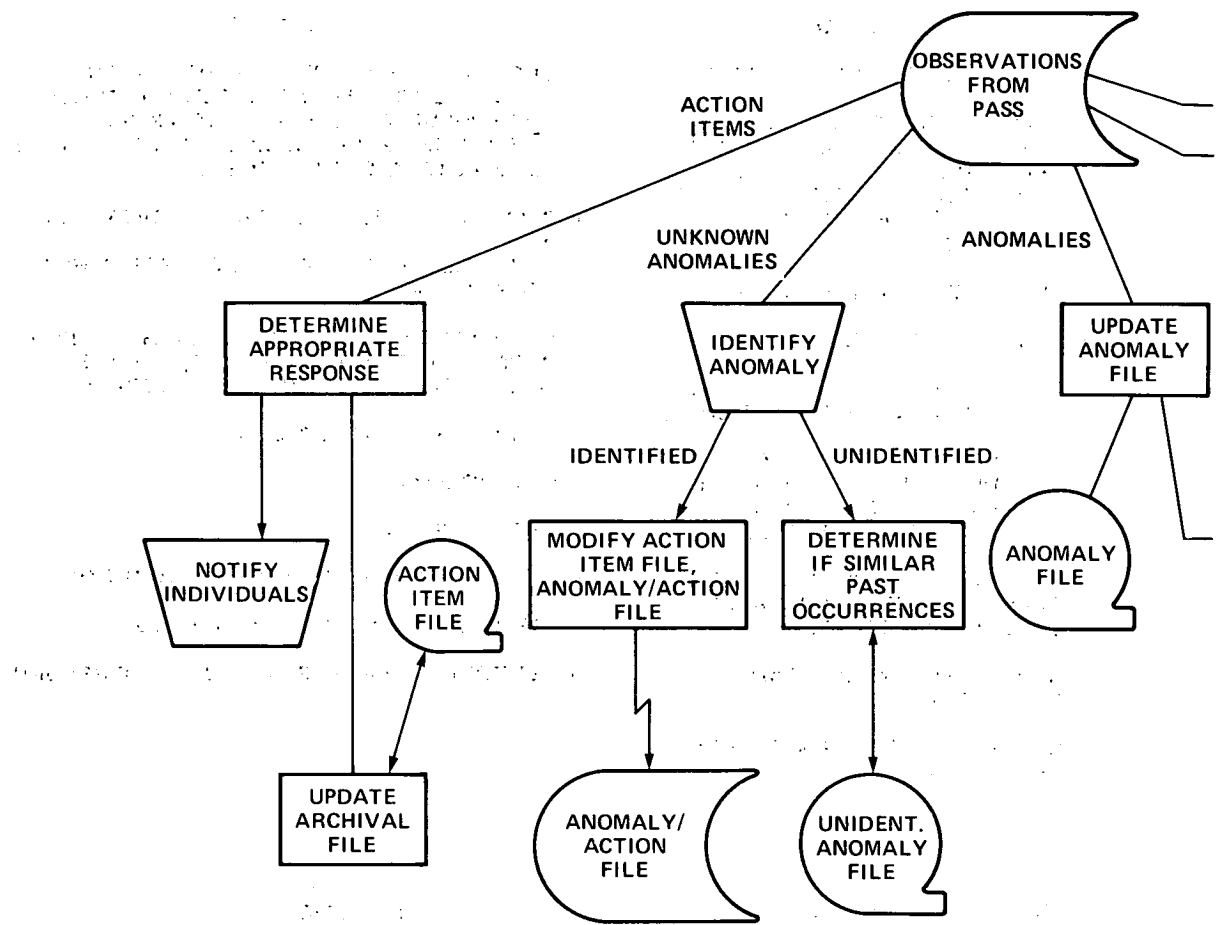 OBSERVATIONS
FROM
PASS
ACTION
ITEMS
UNKNOWN
ANOMALIES
ANOMALIES
DETERMINE
APPROPRIATE
RESPONSE
IDENTIFY
ANOMALY
UPDATE
ANOMALY
FILE
IDENTIFIED
UNIDENTIFIED
NOTIFY
INDIVIDUALS
ACTION
ITEM
FILE
MODIFY ACTION
ITEM FILE,
ANOMALY/ACTION
FILE
DETERMINE
IF SIMILAR
PAST
OCCURRENCES
ANOMALY
FILE
UPDATE
ARCHIVAL
FILE
ANOMALY/
ACTION
FILE
UNIDENT.
ANOMALY
FILE